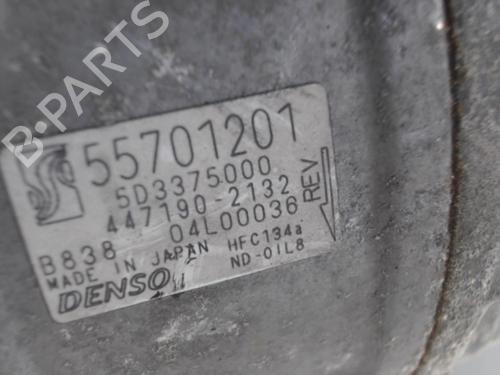 B-PARTS
55701201
5D3375000
447190-2132
B838 04L00036
REV
MADE IN JAPAN HFC134a
DENSO ND-OIL8